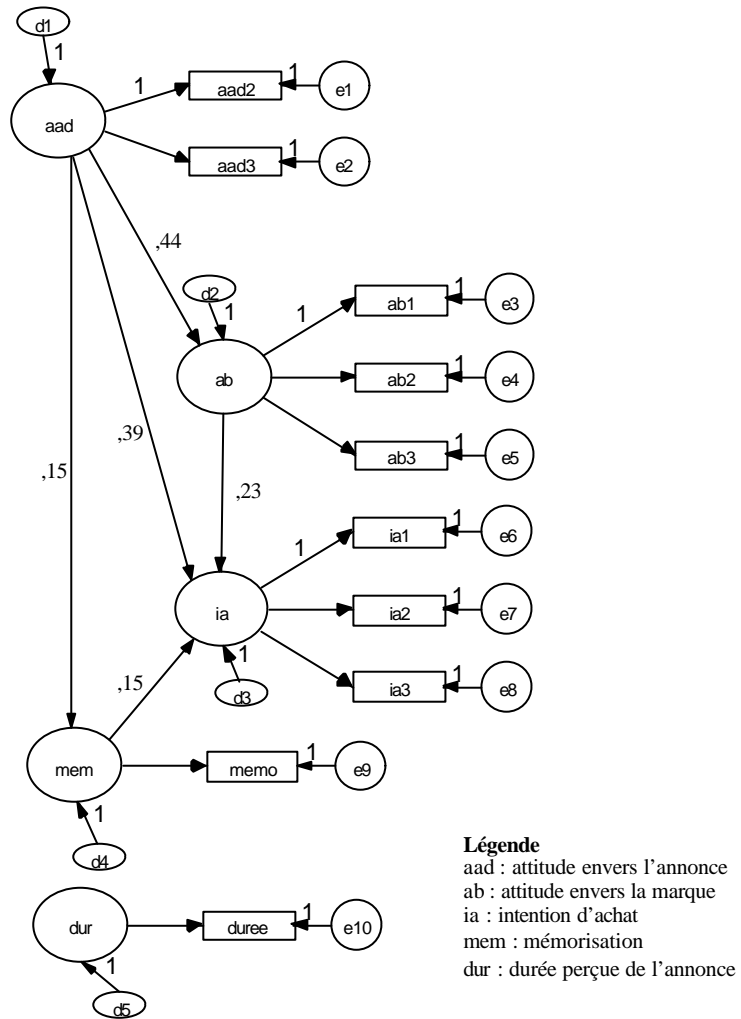 d1
1
1
aad2
1
e1
aad
aad3
1
e2
,44
d2
1
1
ab1
1
e3
ab
ab2
1
e4
ab3
1
e5
,39
,15
,23
1
ia1
1
e6
ia
ia2
1
e7
1
ia3
1
e8
d3
,15
mem
memo
1
e9
1
d4
dur
duree
1
e10
1
d5
Légende
aad : attitude envers l’annonce
ab : attitude envers la marque
ia : intention d’achat
mem : mémorisation
dur : durée perçue de l’annonce